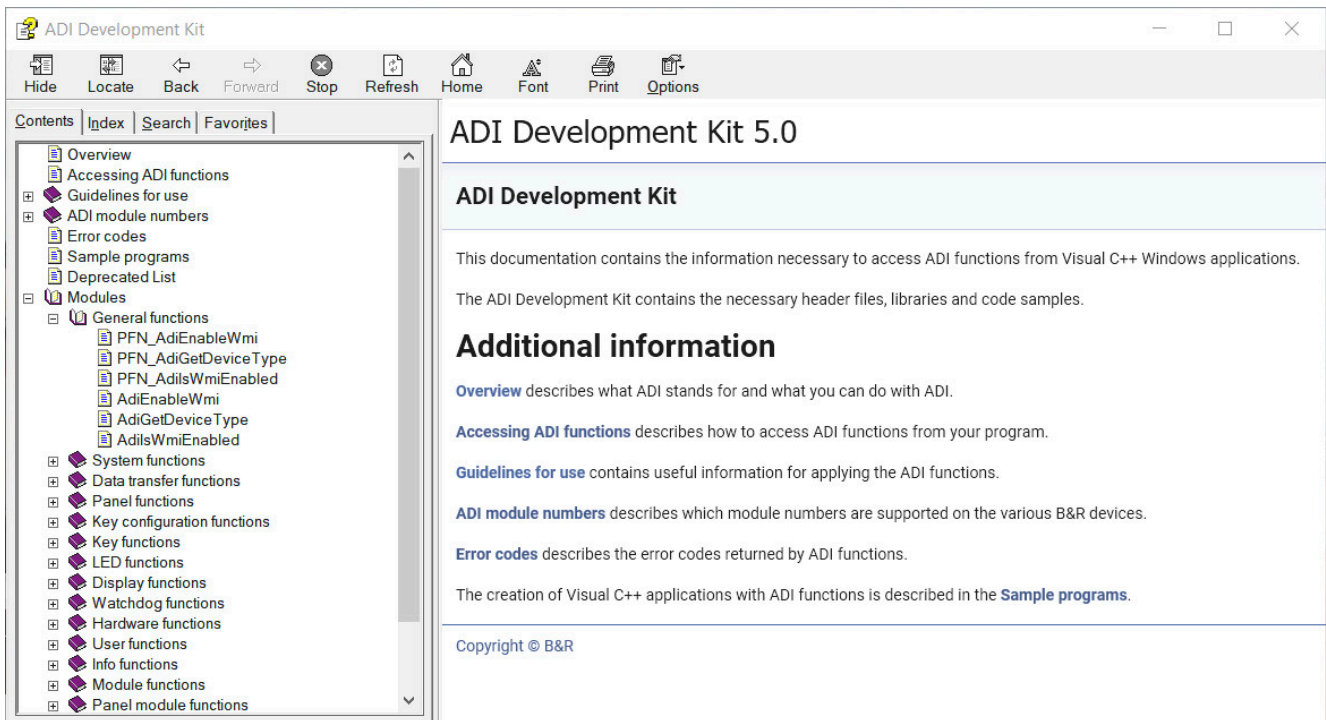 ADI Development Kit
Hide Locate Back Forward Stop Refresh Home Font Print Options
Contents Index Search Favorites
Overview
Accessing ADI functions
Guidelines for use
ADI module numbers
Error codes
Sample programs
Deprecated List
Modules
General functions
PFN_AdiEnableWmi
PFN_AdiGetDeviceType
PFN_AdiIsWmiEnabled
AdiEnableWmi
AdiGetDeviceType
AdiIsWmiEnabled
System functions
Data transfer functions
Panel functions
Key configuration functions
Key functions
LED functions
Display functions
Watchdog functions
Hardware functions
User functions
Info functions
Module functions
Panel module functions
ADI Development Kit 5.0
ADI Development Kit
This documentation contains the information necessary to access ADI functions from Visual C++ Windows applications.
The ADI Development Kit contains the necessary header files, libraries and code samples.
Additional information
Overview describes what ADI stands for and what you can do with ADI.
Accessing ADI functions describes how to access ADI functions from your program.
Guidelines for use contains useful information for applying the ADI functions.
ADI module numbers describes which module numbers are supported on the various B&R devices.
Error codes describes the error codes returned by ADI functions.
The creation of Visual C++ applications with ADI functions is described in the Sample programs.
Copyright © B&R